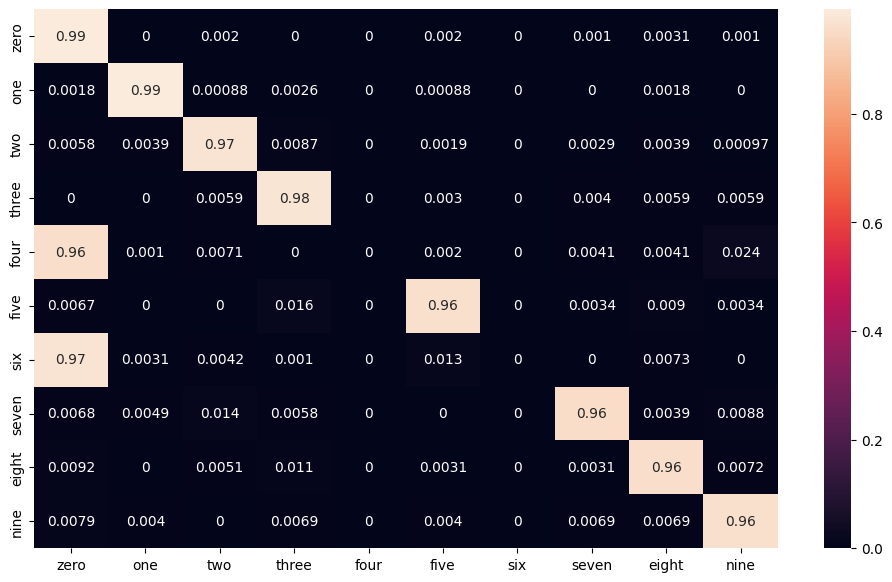 zero 0.99 0 0.002 0 0 0.002 0 0.001 0.0031 0.001
one 0.0018 0.99 0.00088 0.0026 0 0.00088 0 0 0.0018 0
two 0.0058 0.0039 0.97 0.0087 0 0.0019 0 0.0029 0.0039 0.00097
three 0 0 0.0059 0.98 0 0.003 0 0.004 0.0059 0.0059
four 0.96 0.001 0.0071 0 0 0.002 0 0.0041 0.0041 0.024
five 0.0067 0 0 0.016 0 0.96 0 0.0034 0.009 0.0034
six 0.97 0.0031 0.0042 0.001 0 0.013 0 0 0.0073 0
seven 0.0068 0.0049 0.014 0.0058 0 0 0 0.96 0.0039 0.0088
eight 0.0092 0 0.0051 0.011 0 0.0031 0 0.0031 0.96 0.0072
nine 0.0079 0.004 0 0.0069 0 0.004 0 0.0069 0.0069 0.96
zero one two three four five six seven eight nine
0.8
0.6
0.4
0.2
0.0